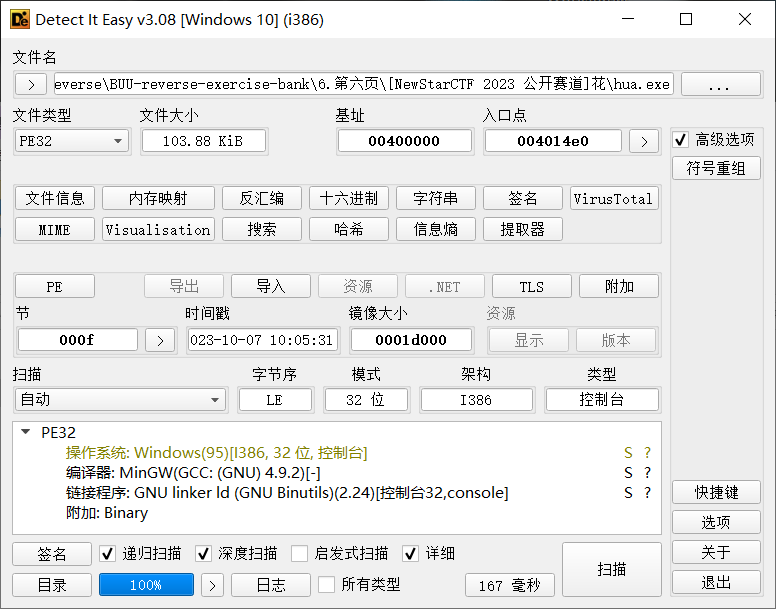 Detect It Easy v3.08 [Windows 10] (i386)
文件名
> everse\BUU-reverse-exercise-bank\6.第六页\[NewStarCTF 2023 公开赛道]花\hua.exe ...
文件类型 文件大小 基址 入口点
PE32 103.88 KiB 00400000 004014e0 > 高级选项
符号重组
文件信息 内存映射 反汇编 十六进制 字符串 签名 VirusTotal
MIME Visualisation 搜索 哈希 信息熵 提取器
PE 导出 导入 资源 .NET TLS 附加
节 时间戳 镜像大小 资源
000f > 023-10-07 10:05:31 0001d000 显示 版本
扫描 字节序 模式 架构 类型
自动 LE 32 位 I386 控制台
PE32
操作系统: Windows(95)[I386, 32 位, 控制台] S ?
编译器: MinGW(GCC: (GNU) 4.9.2)[-] S ?
链接程序: GNU linker ld (GNU Binutils)(2.24)[控制台32,console] S ?
附加: Binary
快捷键
选项
关于
退出
签名 递归扫描 深度扫描 启发式扫描 详细 扫描
目录 100% > 日志 所有类型 167 毫秒